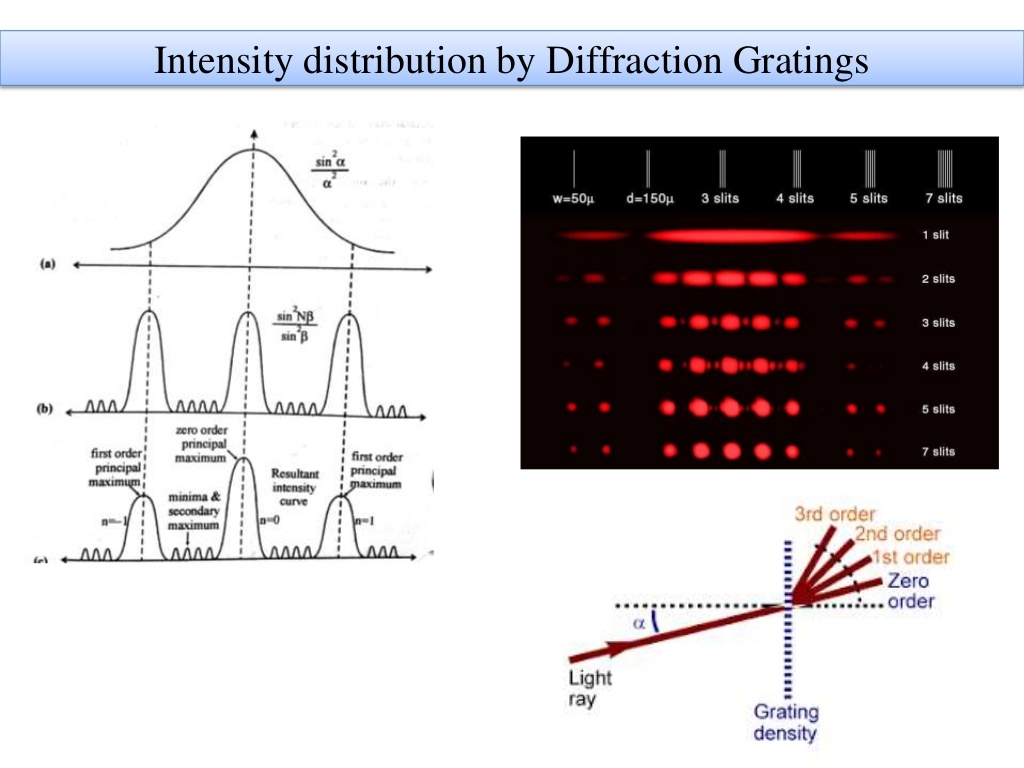 Intensity distribution by Diffraction Gratings
sin²α
α²
(a)
sin²Nβ
sin²β
(b)
zero order
principal
maximum
first order
principal
maximum
minima &
secondary
maximum
Resultant
intensity
curve
first order
principal
maximum
n=-1
n=0
n=1
(c)
w=50μ d=150μ 3 slits 4 slits 5 slits 7 slits
1 slit
2 slits
3 slits
4 slits
5 slits
7 slits
3rd order
2nd order
1st order
Zero
order
α
Light
ray
Grating
density